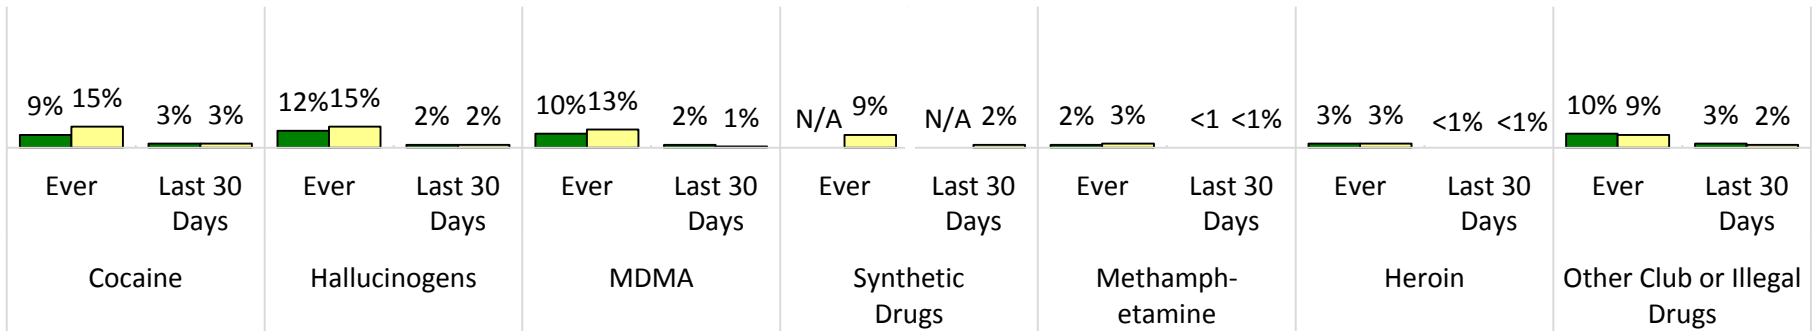 9% 15% 3% 3% 12% 15% 2% 2% 10% 13% 2% 1% N/A 9% N/A 2% 2% 3% <1 <1% 3% 3% <1% <1% 10% 9% 3% 2%
Ever Last 30 Ever Last 30 Ever Last 30 Ever Last 30 Ever Last 30 Ever Last 30 Ever Last 30
Days Days Days Days Days Days Days
Cocaine Hallucinogens MDMA Synthetic Methamph- Heroin Other Club or Illegal
Drugs etamine Drugs